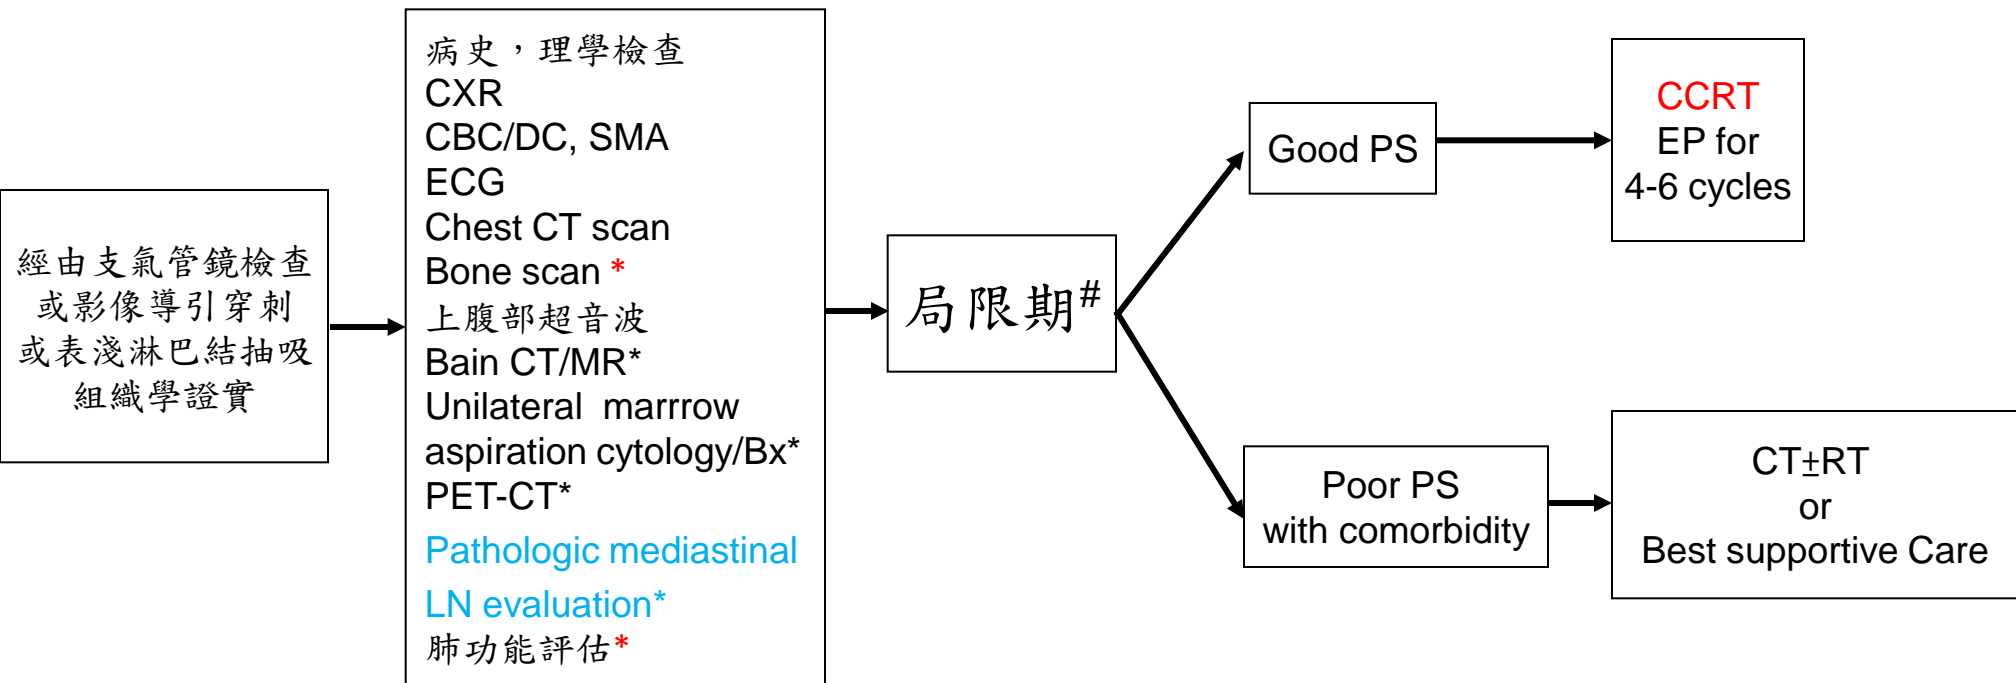 經由支氣管鏡檢查
或影像導引穿刺
或表淺淋巴結抽吸
組織學證實
病史，理學檢查
CXR
CBC/DC, SMA
ECG
Chest CT scan
Bone scan *
上腹部超音波
Bain CT/MR*
Unilateral marrrow
aspiration cytology/Bx*
PET-CT*
Pathologic mediastinal
LN evaluation*
肺功能評估*
局限期#
Good PS
CCRT
EP for
4-6 cycles
Poor PS
with comorbidity
CT±RT
or
Best supportive Care